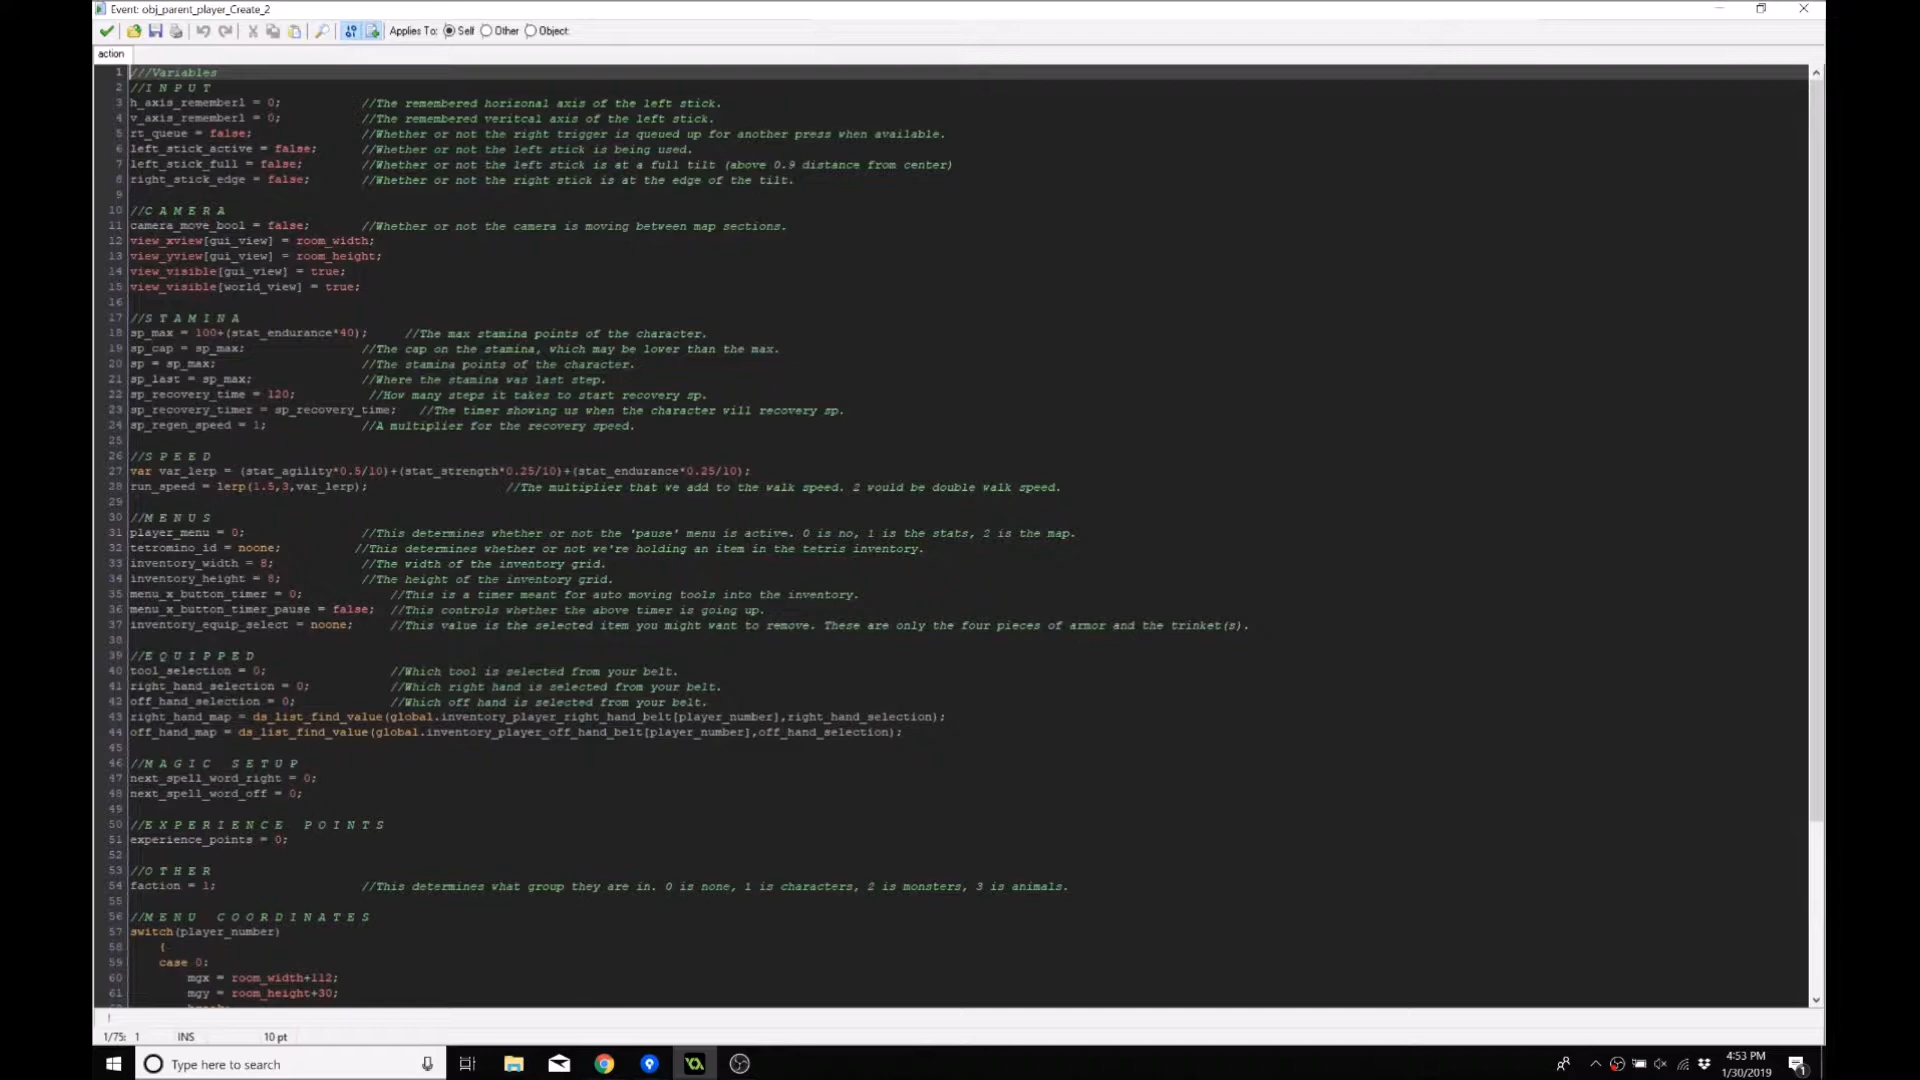 Event: obj_parent_player_Create_2
Applies To: Self Other Object:
action
1 ///Variables
2 //I N P U T
3 h_axis_rememberl = 0; //The remembered horizonal axis of the left stick.
4 v_axis_rememberl = 0; //The remembered veritcal axis of the left stick.
5 rt_queue = false; //Whether or not the right trigger is queued up for another press when available.
6 left_stick_active = false; //Whether or not the left stick is being used.
7 left_stick_full = false; //Whether or not the left stick is at a full tilt (above 0.9 distance from center)
8 right_stick_edge = false; //Whether or not the right stick is at the edge of the tilt.
9
10 //C A M E R A
11 camera_move_bool = false; //Whether or not the camera is moving between map sections.
12 view_xview[gui_view] = room_width;
13 view_yview[gui_view] = room_height;
14 view_visible[gui_view] = true;
15 view_visible[world_view] = true;
16
17 //S T A M I N A
18 sp_max = 100+(stat_endurance*40); //The max stamina points of the character.
19 sp_cap = sp_max; //The cap on the stamina, which may be lower than the max.
20 sp = sp_max; //The stamina points of the character.
21 sp_last = sp_max; //Where the stamina was last step.
22 sp_recovery_time = 120; //How many steps it takes to start recovery sp.
23 sp_recovery_timer = sp_recovery_time; //The timer showing us when the character will recovery sp.
24 sp_regen_speed = 1; //A multiplier for the recovery speed.
25
26 //S P E E D
27 var var_lerp = (stat_agility*0.5/10)+(stat_strength*0.25/10)+(stat_endurance*0.25/10);
28 run_speed = lerp(1.5,3,var_lerp); //The multiplier that we add to the walk speed. 2 would be double walk speed.
29
30 //M E N U S
31 player_menu = 0; //This determines whether or not the 'pause' menu is active. 0 is no, 1 is the stats, 2 is the map.
32 tetromino_id = noone; //This determines whether or not we're holding an item in the tetris inventory.
33 inventory_width = 8; //The width of the inventory grid.
34 inventory_height = 8; //The height of the inventory grid.
35 menu_x_button_timer = 0; //This is a timer meant for auto moving tools into the inventory.
36 menu_x_button_timer_pause = false; //This controls whether the above timer is going up.
37 inventory_equip_select = noone; //This value is the selected item you might want to remove. These are only the four pieces of armor and the trinket(s).
38
39 //E Q U I P P E D
40 tool_selection = 0; //Which tool is selected from your belt.
41 right_hand_selection = 0; //Which right hand is selected from your belt.
42 off_hand_selection = 0; //Which off hand is selected from your belt.
43 right_hand_map = ds_list_find_value(global.inventory_player_right_hand_belt[player_number],right_hand_selection);
44 off_hand_map = ds_list_find_value(global.inventory_player_off_hand_belt[player_number],off_hand_selection);
45
46 //M A G I C   S E T U P
47 next_spell_word_right = 0;
48 next_spell_word_off = 0;
49
50 //E X P E R I E N C E   P O I N T S
51 experience_points = 0;
52
53 //O T H E R
54 faction = 1; //This determines what group they are in. 0 is none, 1 is characters, 2 is monsters, 3 is animals.
55
56 //M E N U   C O O R D I N A T E S
57 switch(player_number)
58 {
59 case 0:
60 mgx = room_width+112;
61 mgy = room_height+30;
1/75: 1 INS 10 pt
Type here to search
4:53 PM
1/30/2019